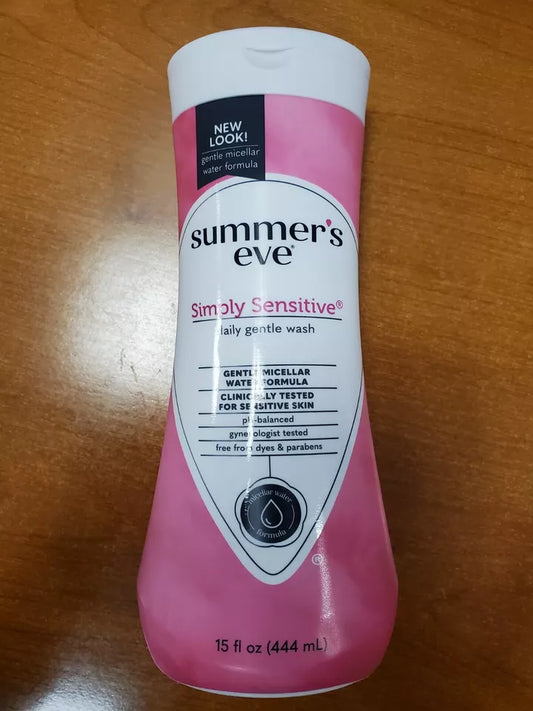 NEW
LOOK!
gentle micellar
water formula
summer's
eve®
Simply Sensitive®
daily gentle wash
GENTLE MICELLAR
WATER FORMULA
CLINICALLY TESTED
FOR SENSITIVE SKIN
pH-balanced
gynecologist tested
free from dyes & parabens
micellar water
formula
®
15 fl oz (444 mL)